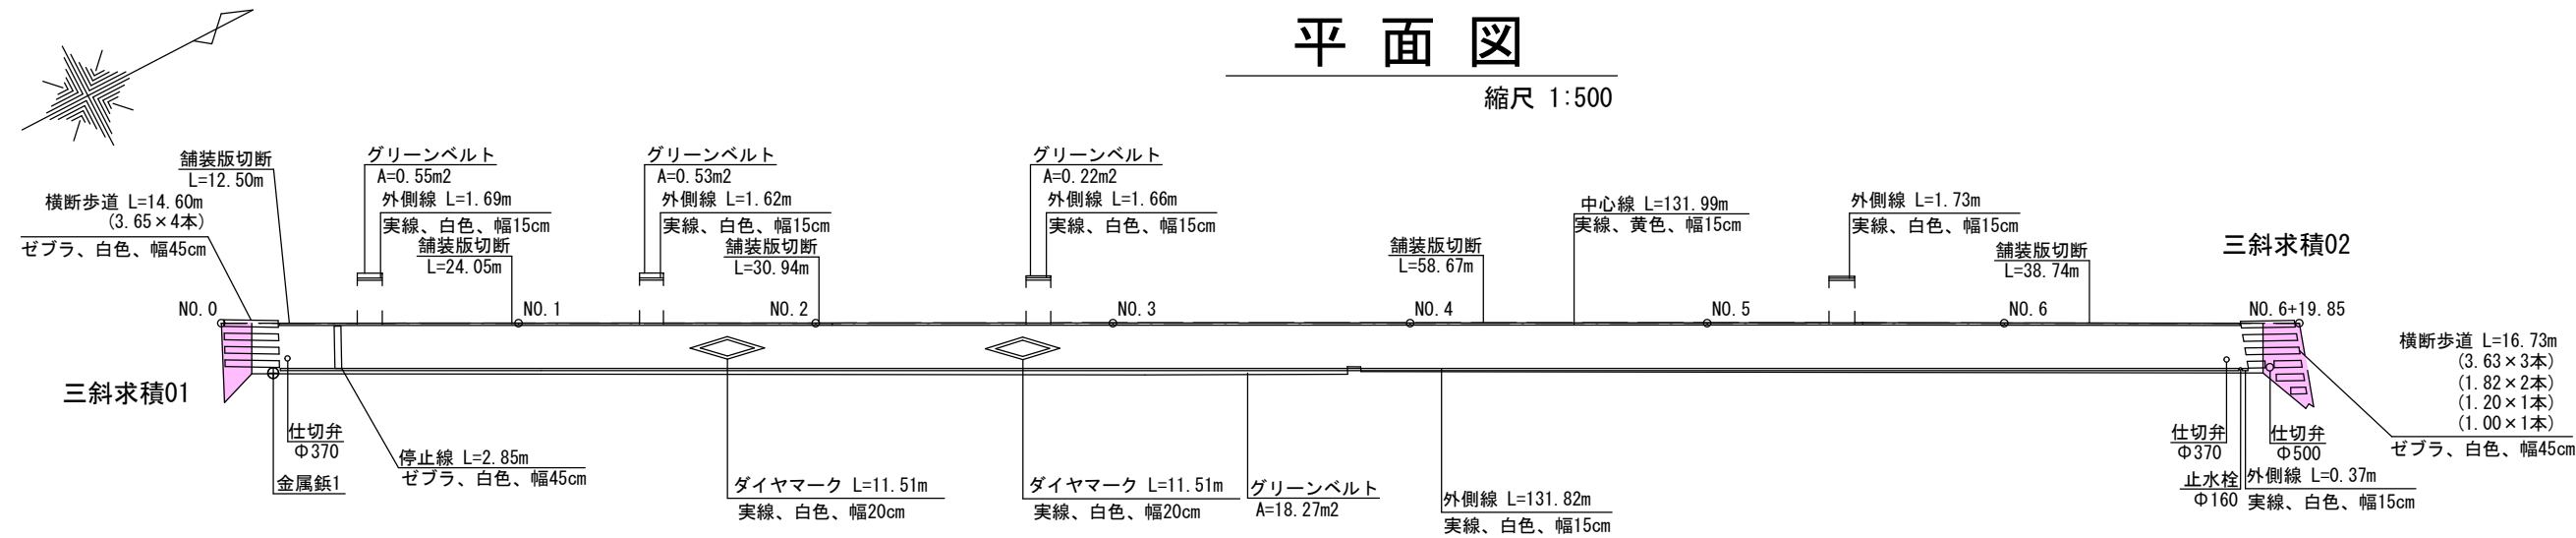 平面図
縮尺 1:500
舗装版切断
L=12.50m
横断歩道 L=14.60m
(3.65×4本)
ゼブラ、白色、幅45cm
グリーンベルト
A=0.55m2
外側線 L=1.69m
実線、白色、幅15cm
舗装版切断
L=24.05m
グリーンベルト
A=0.53m2
外側線 L=1.62m
実線、白色、幅15cm
舗装版切断
L=30.94m
グリーンベルト
A=0.22m2
外側線 L=1.66m
実線、白色、幅15cm
舗装版切断
L=58.67m
中心線 L=131.99m
実線、黄色、幅15cm
外側線 L=1.73m
実線、白色、幅15cm
舗装版切断
L=38.74m
三斜求積02
NO.0
NO.1
NO.2
NO.3
NO.4
NO.5
NO.6
NO.6+19.85
三斜求積01
仕切弁
Φ370
金属鋲1
停止線 L=2.85m
ゼブラ、白色、幅45cm
ダイヤマーク L=11.51m
実線、白色、幅20cm
ダイヤマーク L=11.51m
実線、白色、幅20cm
グリーンベルト
A=18.27m2
外側線 L=131.82m
実線、白色、幅15cm
仕切弁
Φ370
止水栓
Φ160
仕切弁
Φ500
外側線 L=0.37m
実線、白色、幅15cm
横断歩道 L=16.73m
(3.63×3本)
(1.82×2本)
(1.20×1本)
(1.00×1本)
ゼブラ、白色、幅45cm